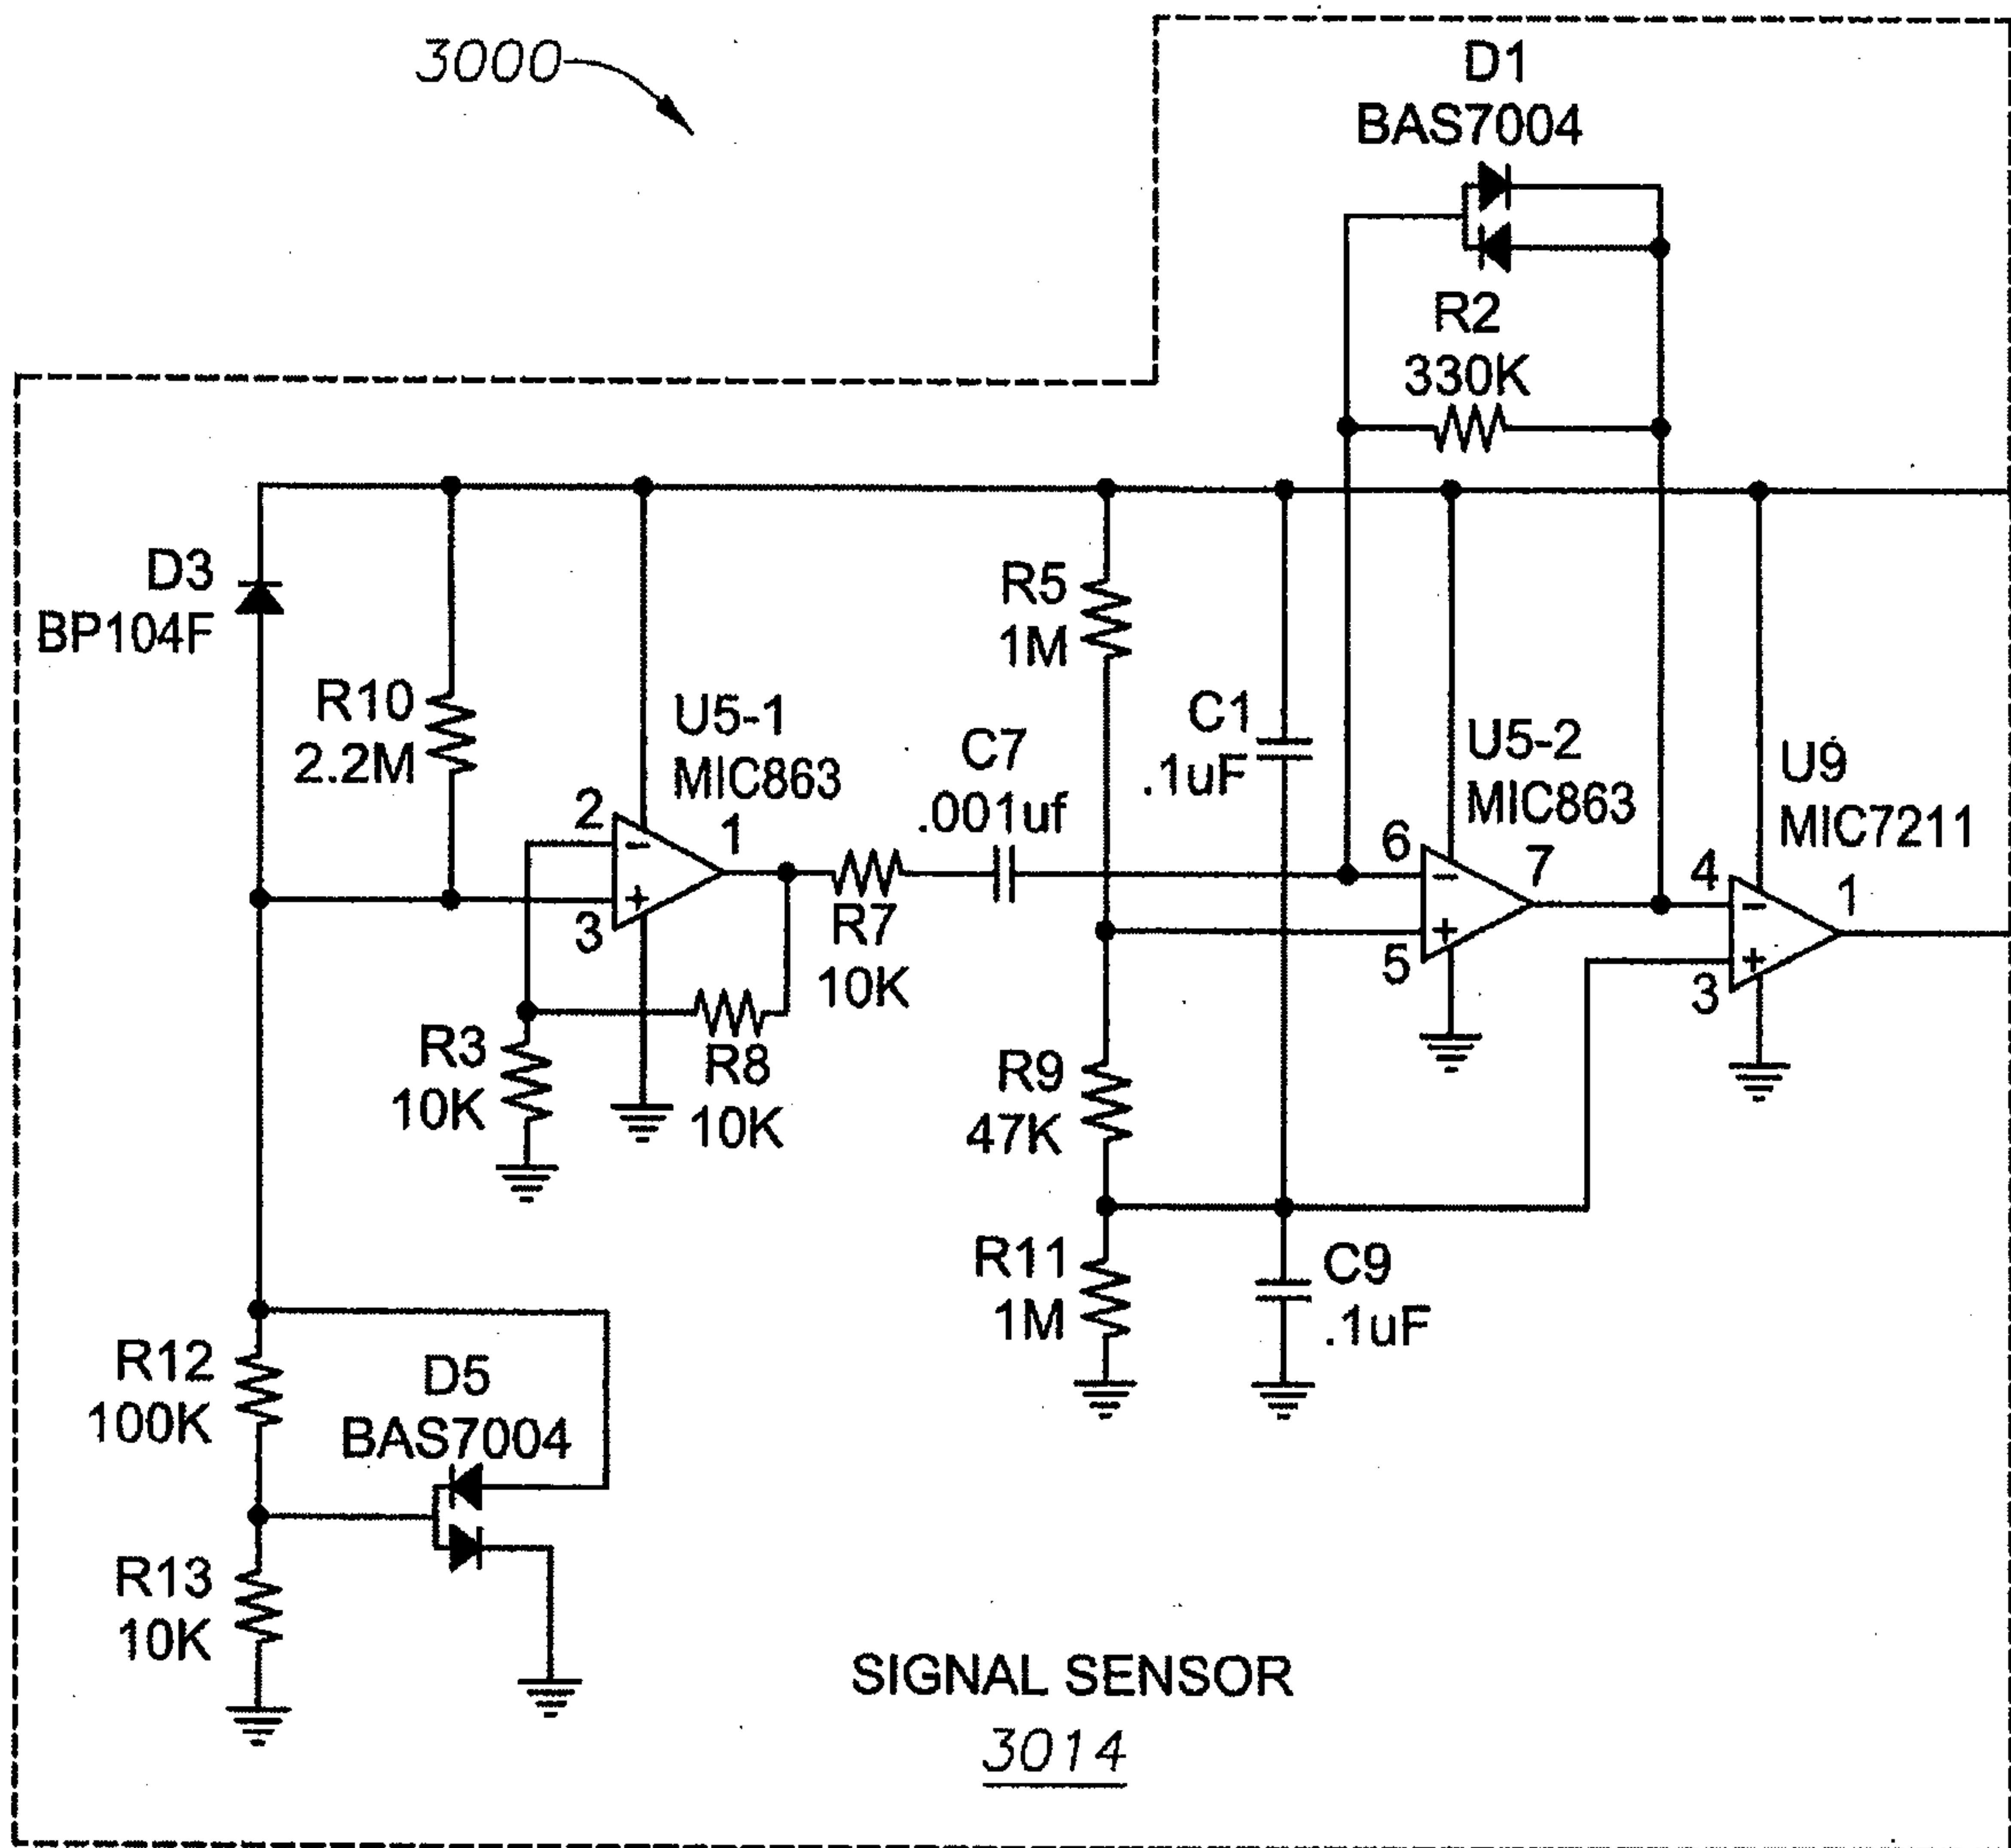 3000
D1
BAS7004
R2
330K
D3
BP104F
R10
2.2M
U5-1
MIC863
2
-
1
+
3
R3
10K
R8
10K
R7
10K
C7
.001uf
R5
1M
C1
.1uF
U5-2
MIC863
6
-
7
+
5
U9
MIC7211
4
-
1
+
3
R9
47K
R11
1M
C9
.1uF
R12
100K
D5
BAS7004
R13
10K
SIGNAL SENSOR
3014